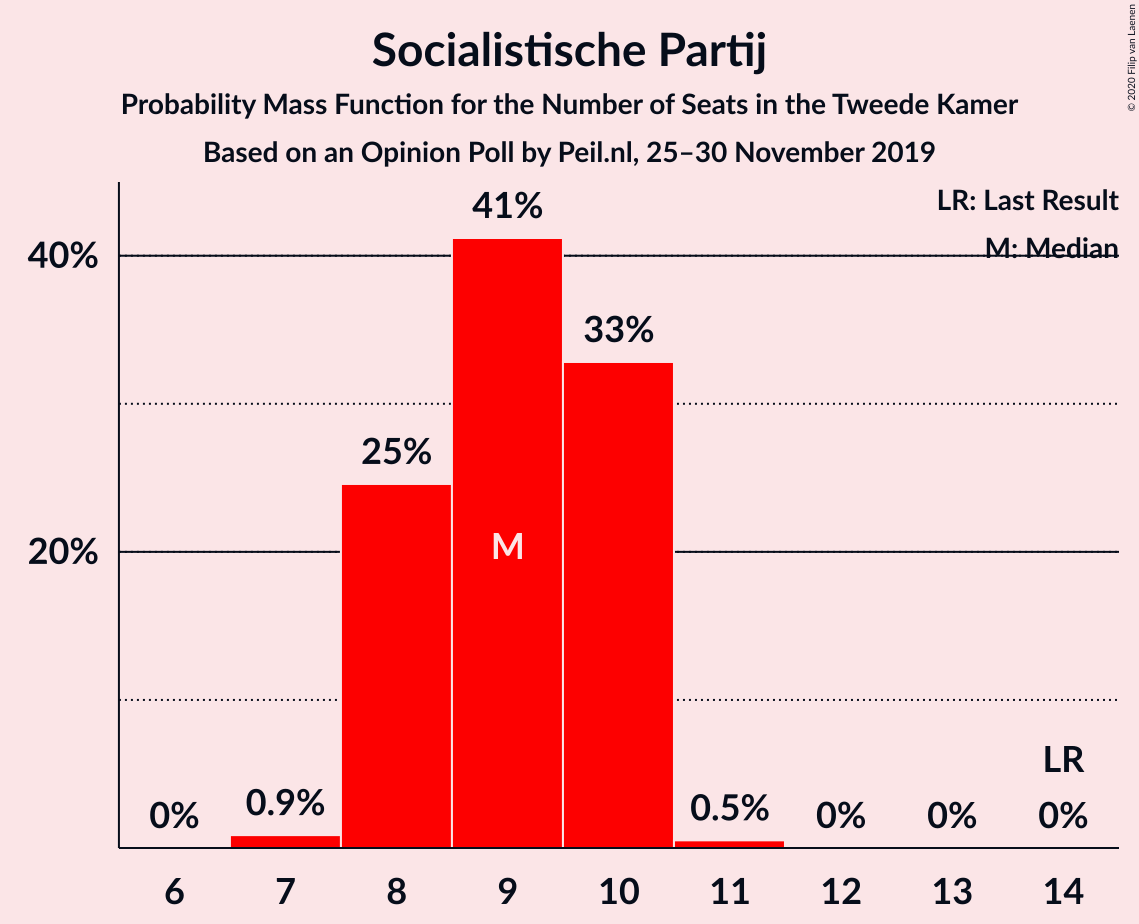 Socialistische Partij
Probability Mass Function for the Number of Seats in the Tweede Kamer
Based on an Opinion Poll by Peil.nl, 25–30 November 2019
© 2020 Filip van Laenen
LR: Last Result
M: Median
40%
20%
0%
0.9%
25%
41%
M
33%
0.5%
0%
0%
LR
0%
6 7 8 9 10 11 12 13 14